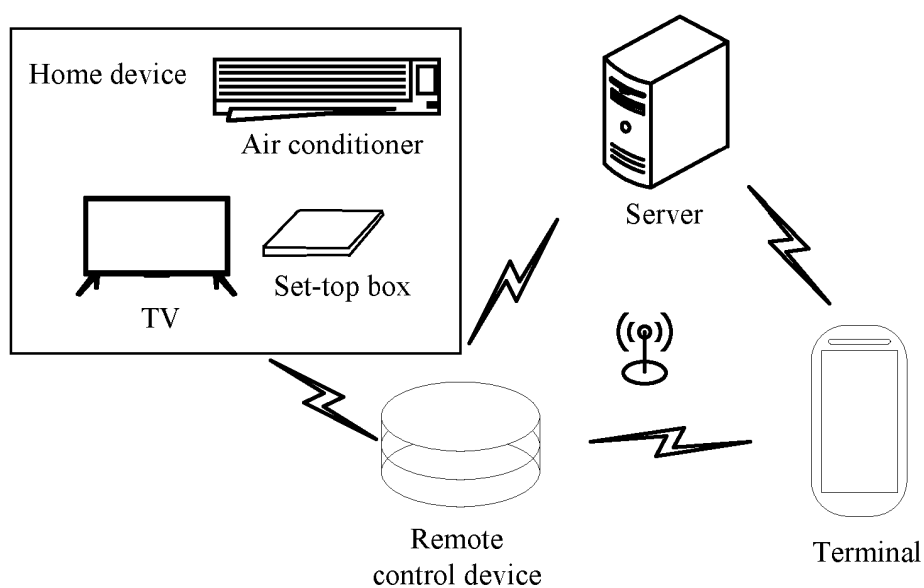 Home device
Air conditioner
TV
Set-top box
Server
Remote
control device
Terminal